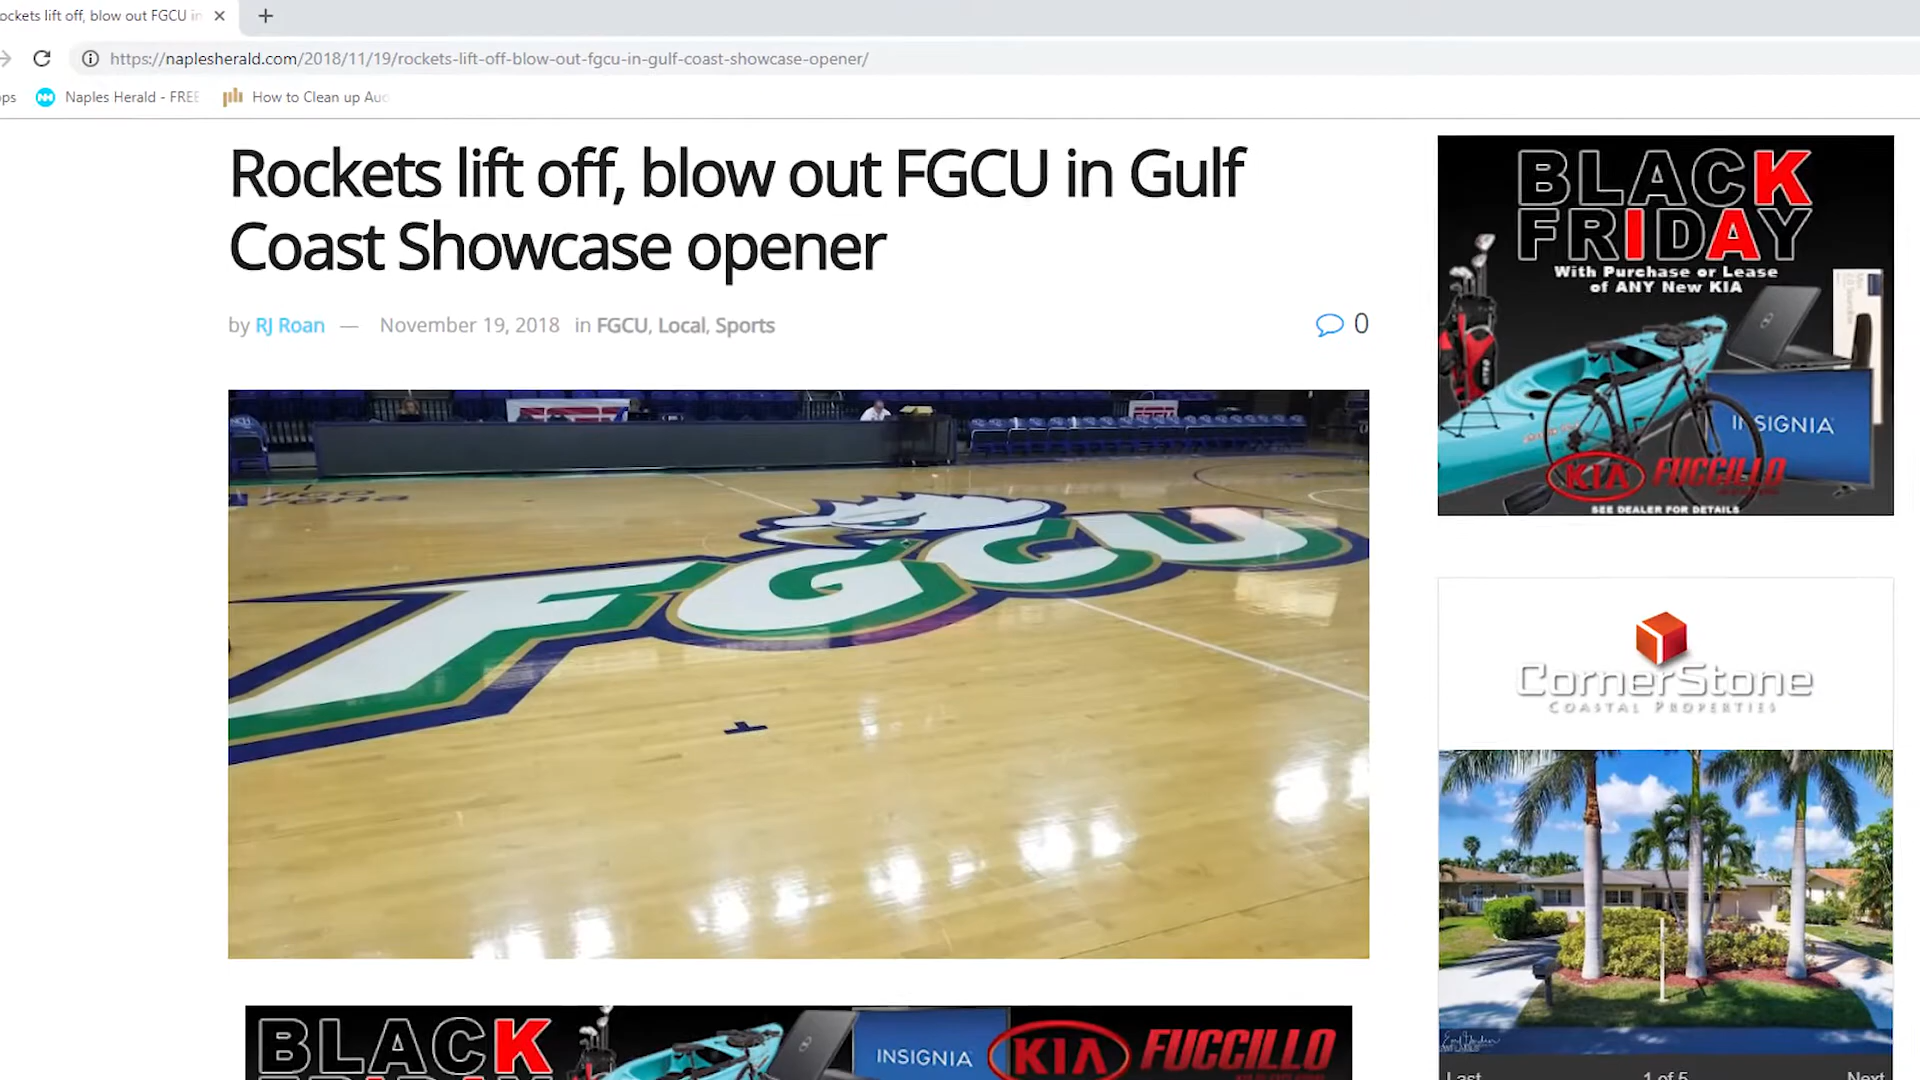 ockets lift off, blow out FGCU in
https://naplesherald.com/2018/11/19/rockets-lift-off-blow-out-fgcu-in-gulf-coast-showcase-opener/
ps
Naples Herald - FREE
How to Clean up Aud
Rockets lift off, blow out FGCU in Gulf
Coast Showcase opener
by RJ Roan — November 19, 2018 in FGCU, Local, Sports
0
FGCU
BLACK
FRIDAY
With Purchase or Lease
of ANY New KIA
INSIGNIA
KIA FUCCILLO
SEE DEALER FOR DETAILS
CornerStone
COASTAL PROPERTIES
Last
1 of 5
Next
BLACK
FRIDAY
INSIGNIA
KIA
FUCCILLO